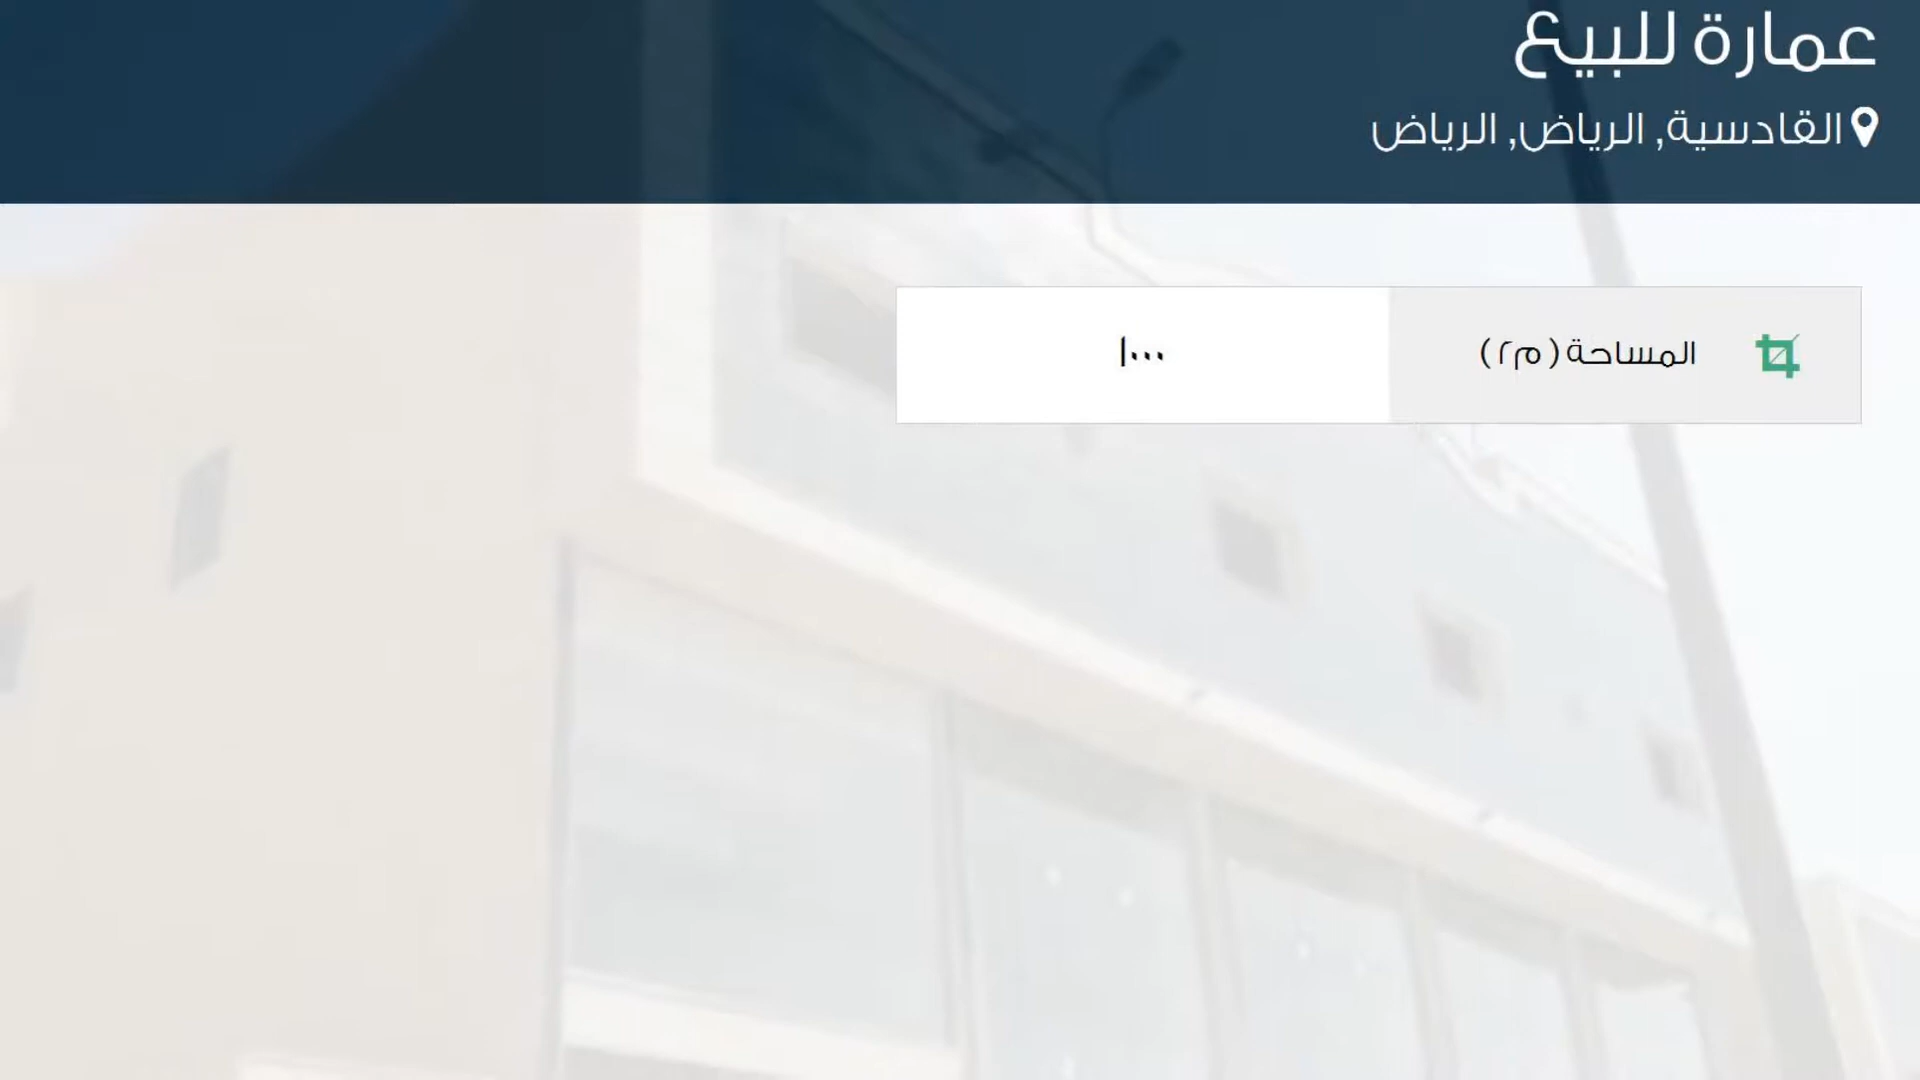 عمارة للبيع
القادسية, الرياض, الرياض
المساحة (م٢)
١٠٠٠